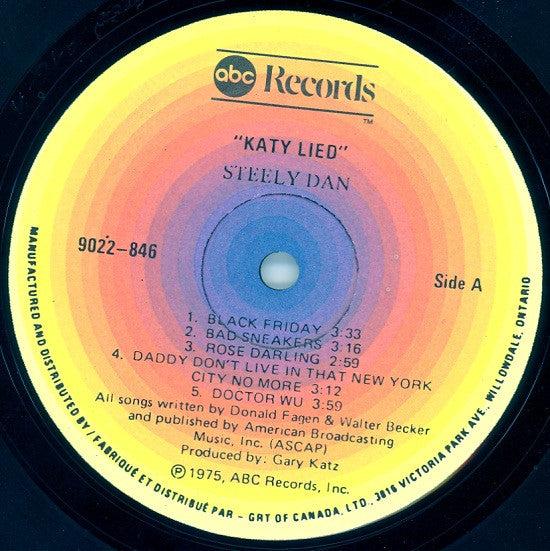 abc Records
TM
"KATY LIED"
STEELY DAN
9022-846
Side A
1. BLACK FRIDAY 3:33
2. BAD SNEAKERS 3:16
3. ROSE DARLING 2:59
4. DADDY DON'T LIVE IN THAT NEW YORK
CITY NO MORE 3:12
5. DOCTOR WU 3:59
All songs written by Donald Fagen & Walter Becker
and published by American Broadcasting
Music, Inc. (ASCAP)
Produced by: Gary Katz
Ⓟ 1975, ABC Records, Inc.
MANUFACTURED AND DISTRIBUTED BY / FABRIQUÉ ET DISTRIBUÉ PAR - GRT OF CANADA, LTD., 3816 VICTORIA PARK AVE., WILLOWDALE, ONTARIO